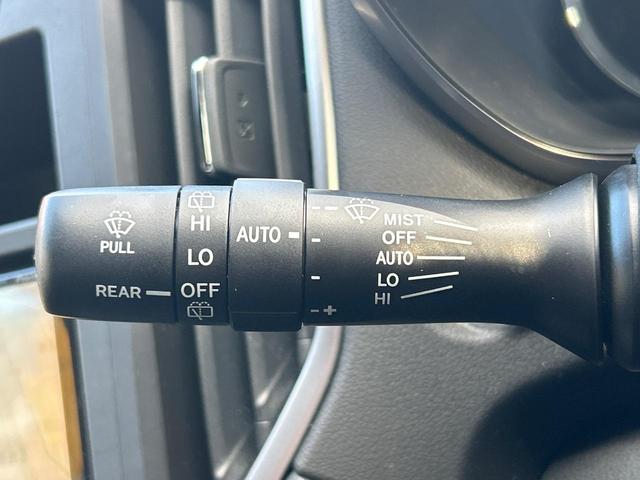 PULL
REAR
HI
LO
OFF
AUTO
- +
MIST
OFF
AUTO
LO
HI